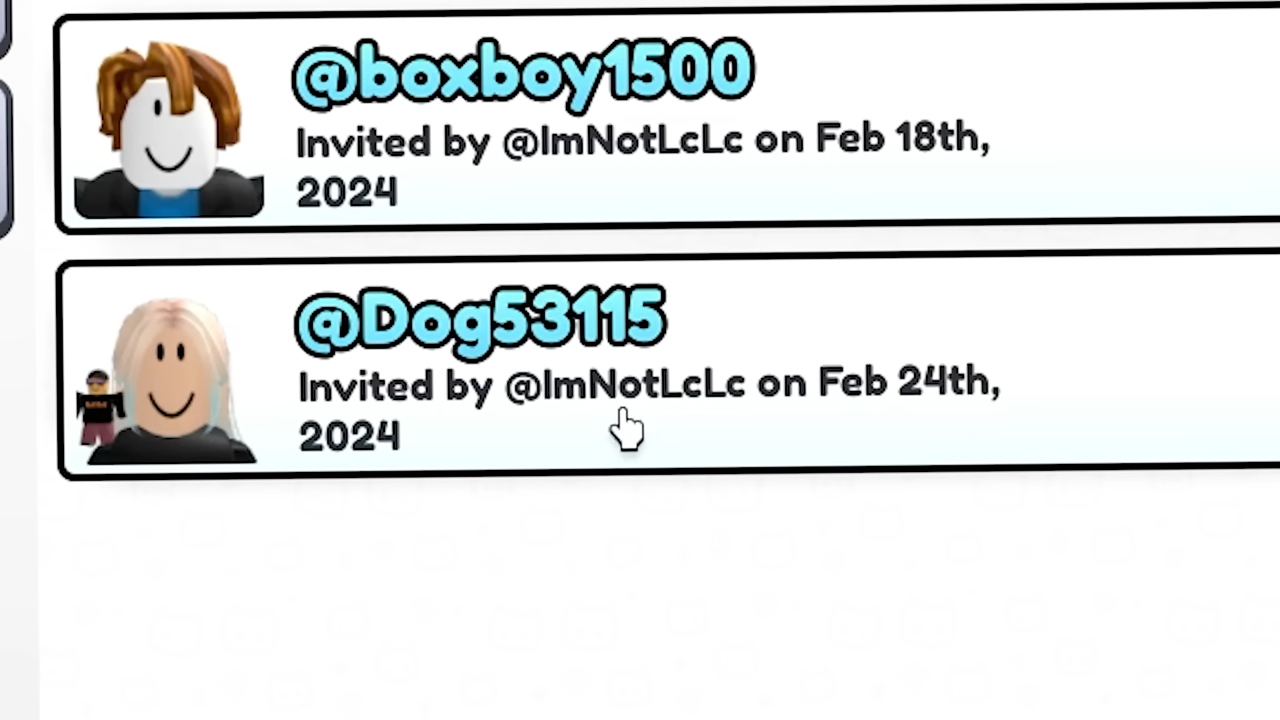 @boxboy1500
Invited by @ImNotLcLc on Feb 18th,
2024
@Dog53115
Invited by @ImNotLcLc on Feb 24th,
2024